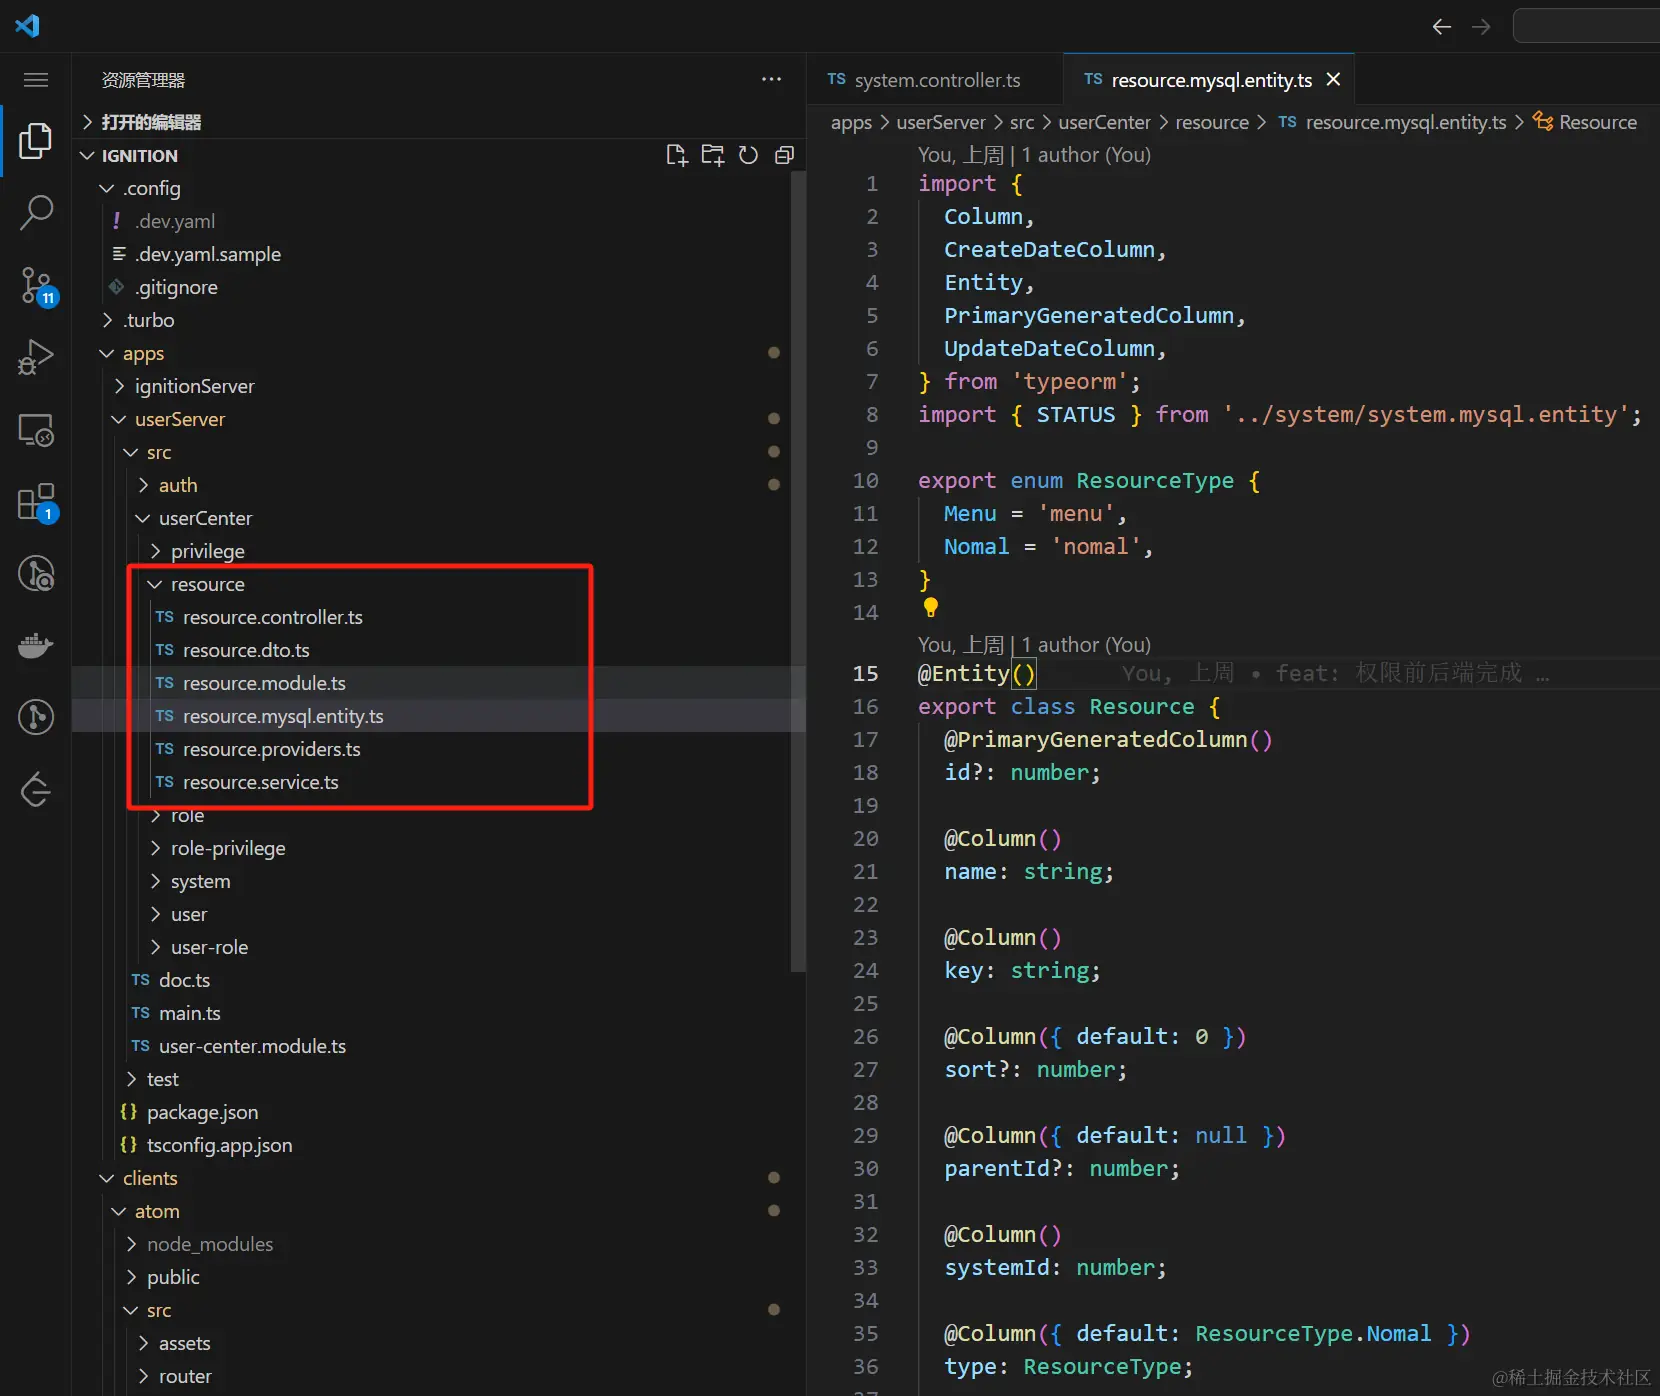 资源管理器
打开的编辑器
IGNITION
.config
! .dev.yaml
.dev.yaml.sample
.gitignore
.turbo
apps
ignitionServer
userServer
src
auth
userCenter
privilege
resource
TS resource.controller.ts
TS resource.dto.ts
TS resource.module.ts
TS resource.mysql.entity.ts
TS resource.providers.ts
TS resource.service.ts
role
role-privilege
system
user
user-role
TS doc.ts
TS main.ts
TS user-center.module.ts
test
{} package.json
{} tsconfig.app.json
clients
atom
node_modules
public
src
assets
router
11
1
TS system.controller.ts
TS resource.mysql.entity.ts
apps > userServer > src > userCenter > resource > TS resource.mysql.entity.ts > Resource
You, 上周 | 1 author (You)
1 import {
2 Column,
3 CreateDateColumn,
4 Entity,
5 PrimaryGeneratedColumn,
6 UpdateDateColumn,
7 } from 'typeorm';
8 import { STATUS } from '../system/system.mysql.entity';
9
10 export enum ResourceType {
11 Menu = 'menu',
12 Nomal = 'nomal',
13 }
14
You, 上周 | 1 author (You)
15 @Entity() You, 上周 • feat: 权限前后端完成 …
16 export class Resource {
17 @PrimaryGeneratedColumn()
18 id?: number;
19
20 @Column()
21 name: string;
22
23 @Column()
24 key: string;
25
26 @Column({ default: 0 })
27 sort?: number;
28
29 @Column({ default: null })
30 parentId?: number;
31
32 @Column()
33 systemId: number;
34
35 @Column({ default: ResourceType.Nomal })
36 type: ResourceType;
@稀土掘金技术社区